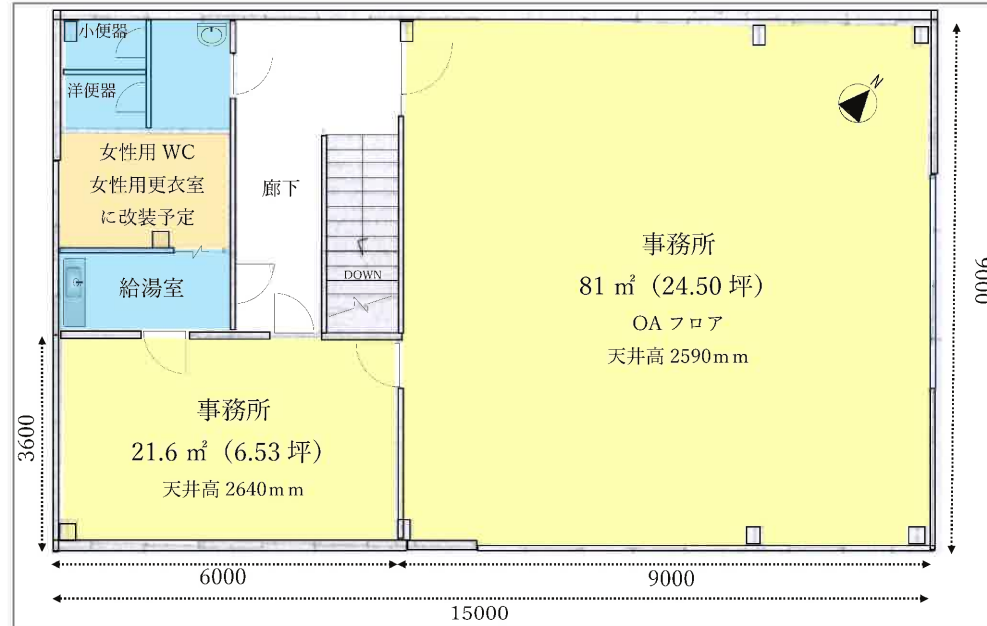 小便器
洋便器
女性用 WC
女性用更衣室
に改装予定
給湯室
廊下
DOWN
N
事務所
81 ㎡（24.50 坪）
OA フロア
天井高 2590mm
9000
事務所
21.6 ㎡（6.53 坪）
天井高 2640mm
3600
6000
9000
15000